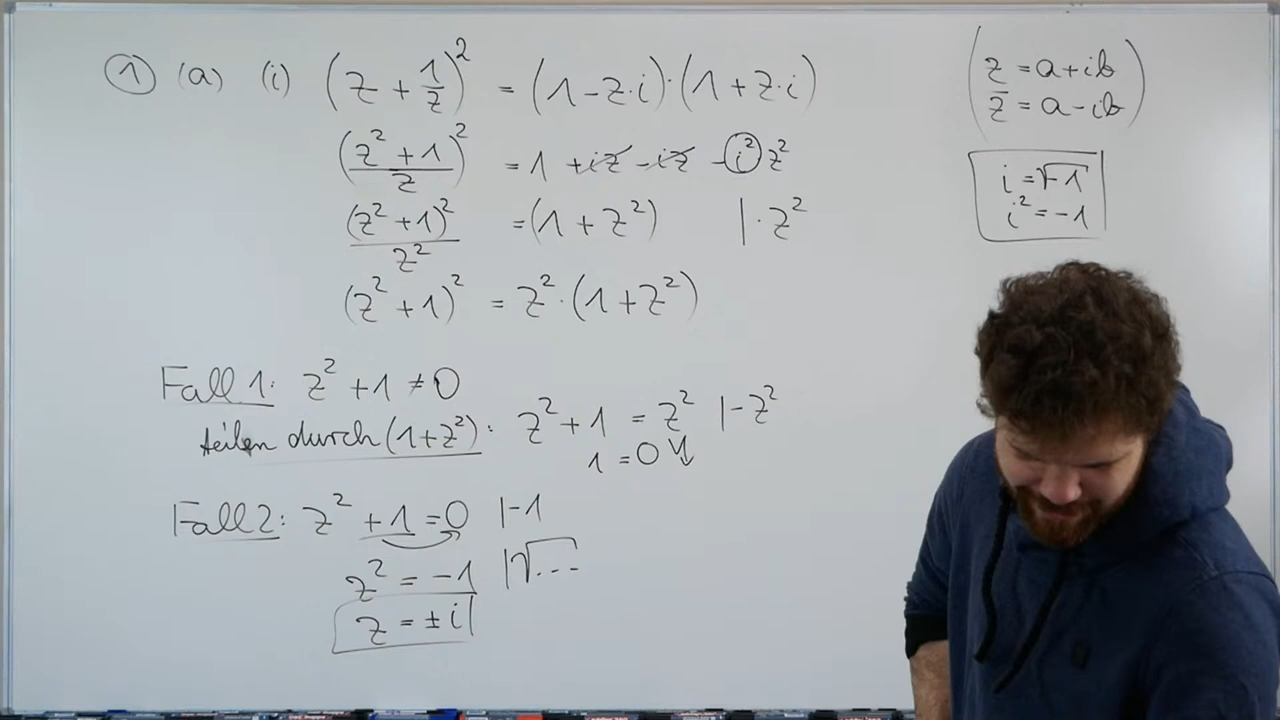 ① (a) (i) (z + 1/z)² = (1 - z·i)·(1 + z·i)
((z² + 1)/z)² = 1 + iz - iz - i²z²
(z² + 1)²/z² = (1 + z²) | · z²
(z² + 1)² = z²·(1 + z²)
Fall 1: z² + 1 ≠ 0
teilen durch (1+z²): z² + 1 = z² | - z²
1 = 0 ↯
Fall 2: z² + 1 = 0 | -1
z² = -1 | √...
z = ± i
(z = a + ib
z̄ = a - ib)
i = √-1
i² = -1